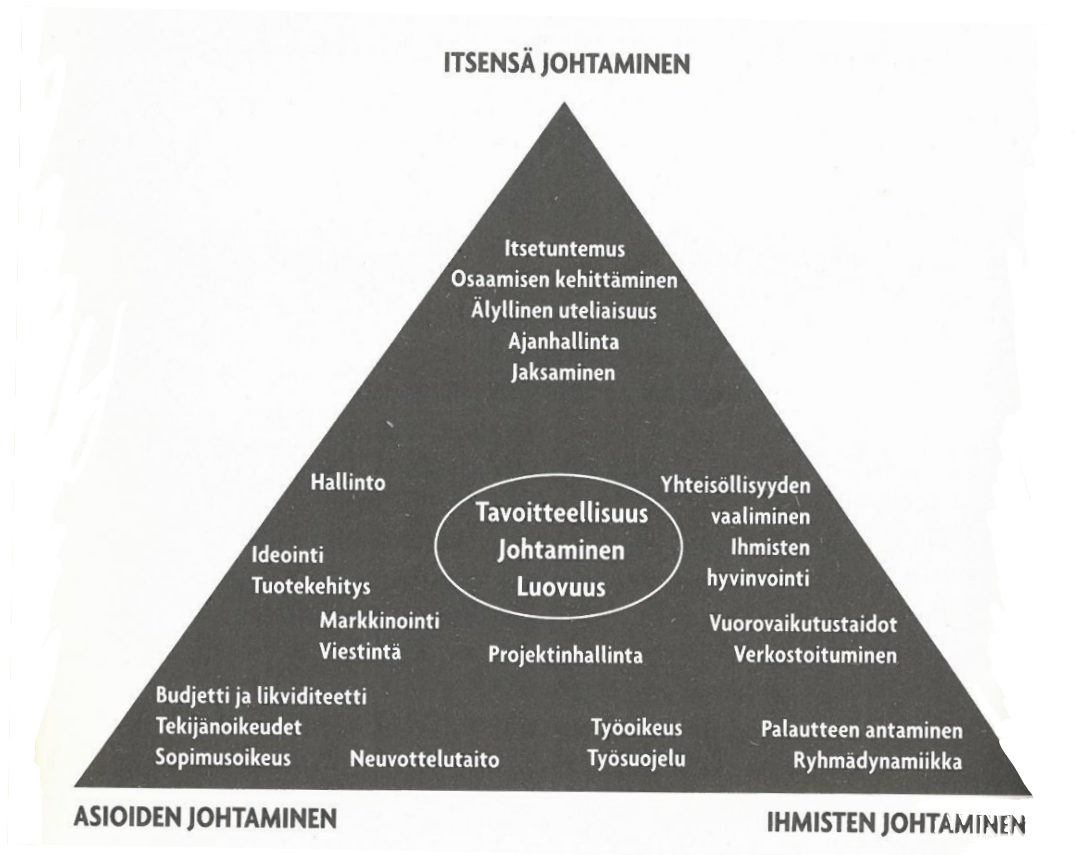 ITSENSÄ JOHTAMINEN
Itsetuntemus
Osaamisen kehittäminen
Älyllinen uteliaisuus
Ajanhallinta
Jaksaminen
Hallinto
Ideointi
Tuotekehitys
Markkinointi
Viestintä
Tavoitteellisuus
Johtaminen
Luovuus
Yhteisöllisyyden
vaaliminen
Ihmisten
hyvinvointi
Vuorovaikutustaidot
Verkostoituminen
Projektinhallinta
Budjetti ja likviditeetti
Tekijänoikeudet
Sopimusoikeus
Neuvottelutaito
Työoikeus
Työsuojelu
Palautteen antaminen
Ryhmädynamiikka
ASIOIDEN JOHTAMINEN
IHMISTEN JOHTAMINEN